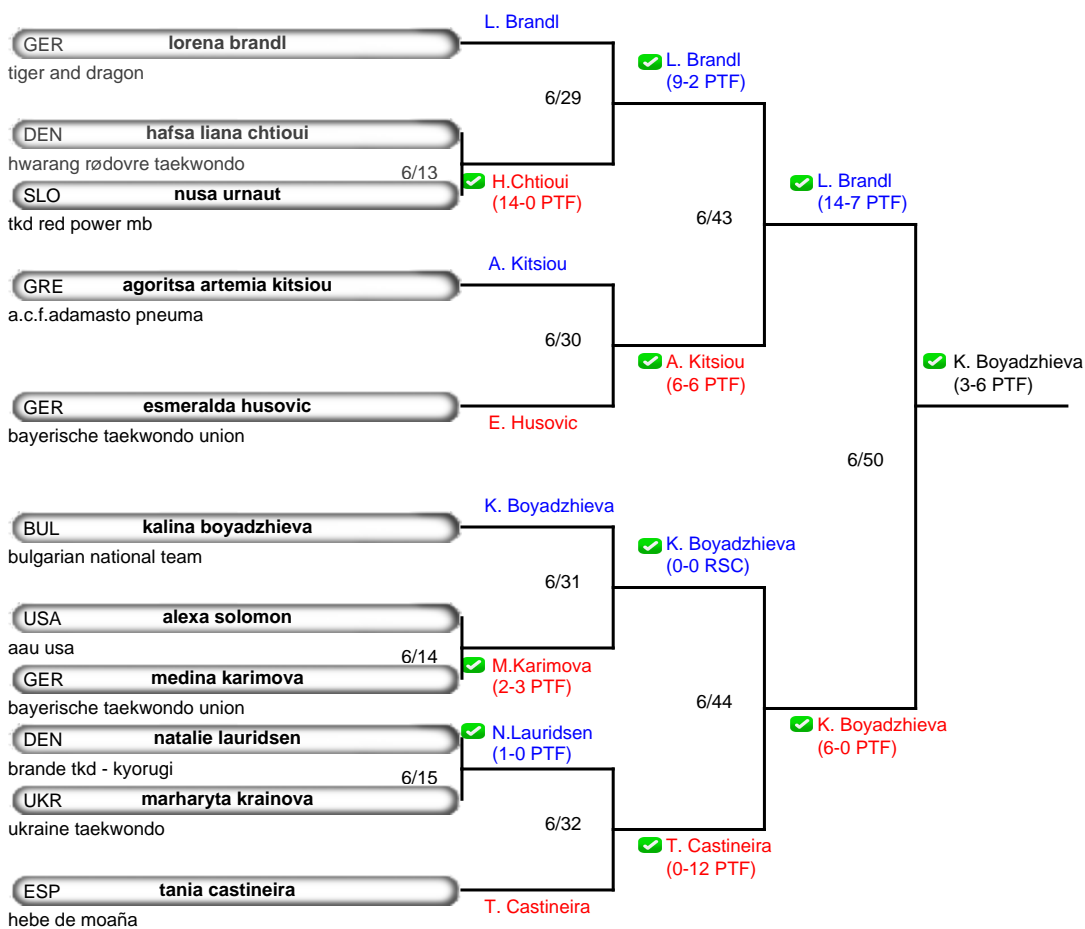 L. Brandl
GER lorena brandl
tiger and dragon
L. Brandl
(9-2 PTF)
6/29
DEN hafsa liana chtioui
hwarang rødovre taekwondo
6/13
H.Chtioui
(14-0 PTF)
SLO nusa urnaut
tkd red power mb
L. Brandl
(14-7 PTF)
6/43
A. Kitsiou
GRE agoritsa artemia kitsiou
a.c.f.adamasto pneuma
6/30
A. Kitsiou
(6-6 PTF)
K. Boyadzhieva
(3-6 PTF)
GER esmeralda husovic
E. Husovic
bayerische taekwondo union
6/50
K. Boyadzhieva
BUL kalina boyadzhieva
bulgarian national team
K. Boyadzhieva
(0-0 RSC)
6/31
USA alexa solomon
aau usa
6/14
M.Karimova
(2-3 PTF)
GER medina karimova
bayerische taekwondo union
6/44
K. Boyadzhieva
(6-0 PTF)
DEN natalie lauridsen
N.Lauridsen
(1-0 PTF)
brande tkd - kyorugi
6/15
UKR marharyta krainova
ukraine taekwondo
6/32
T. Castineira
(0-12 PTF)
ESP tania castineira
T. Castineira
hebe de moaña